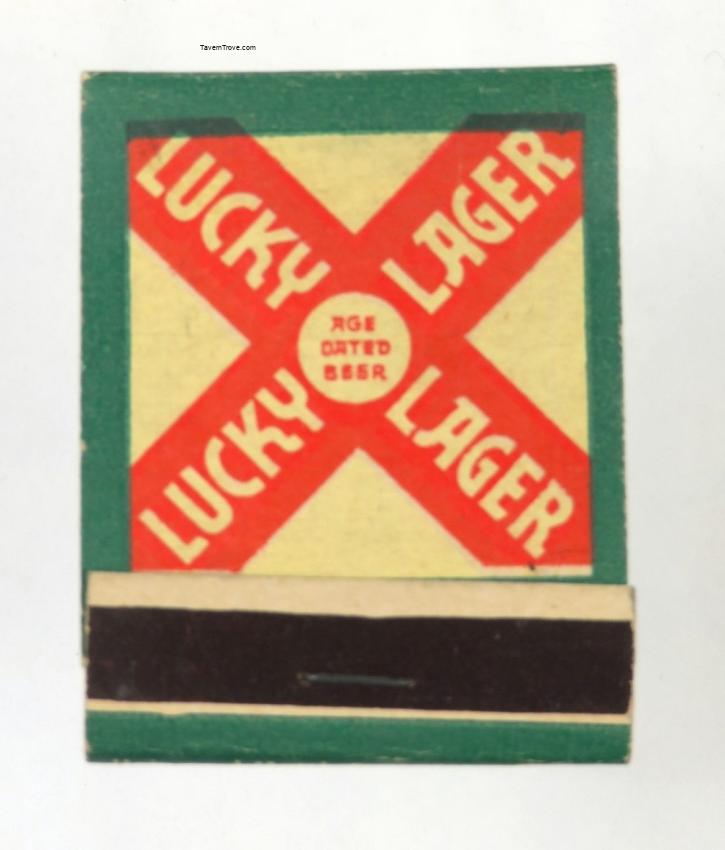 TavernTrove.com
LUCKY LAGER
AGE
DATED
BEER
LUCKY LAGER